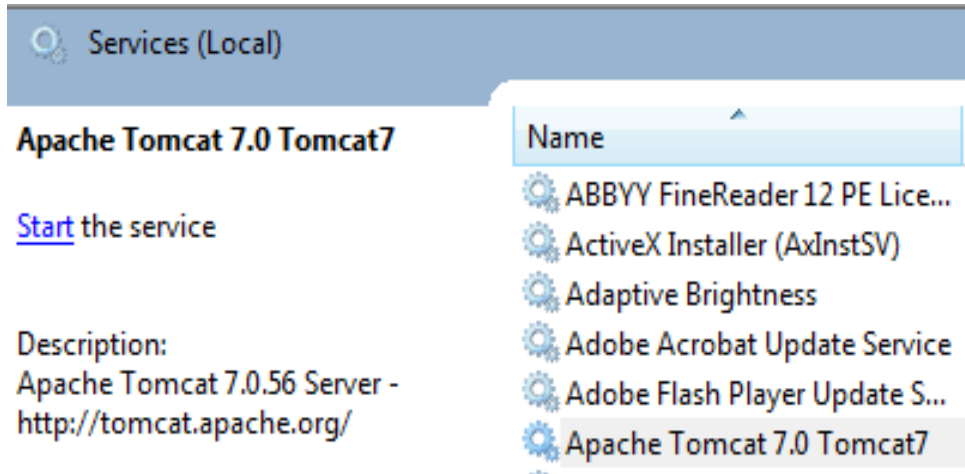 Services (Local)
Apache Tomcat 7.0 Tomcat7
Start the service
Description:
Apache Tomcat 7.0.56 Server -
http://tomcat.apache.org/
Name
ABBYY FineReader 12 PE Lice...
ActiveX Installer (AxInstSV)
Adaptive Brightness
Adobe Acrobat Update Service
Adobe Flash Player Update S...
Apache Tomcat 7.0 Tomcat7